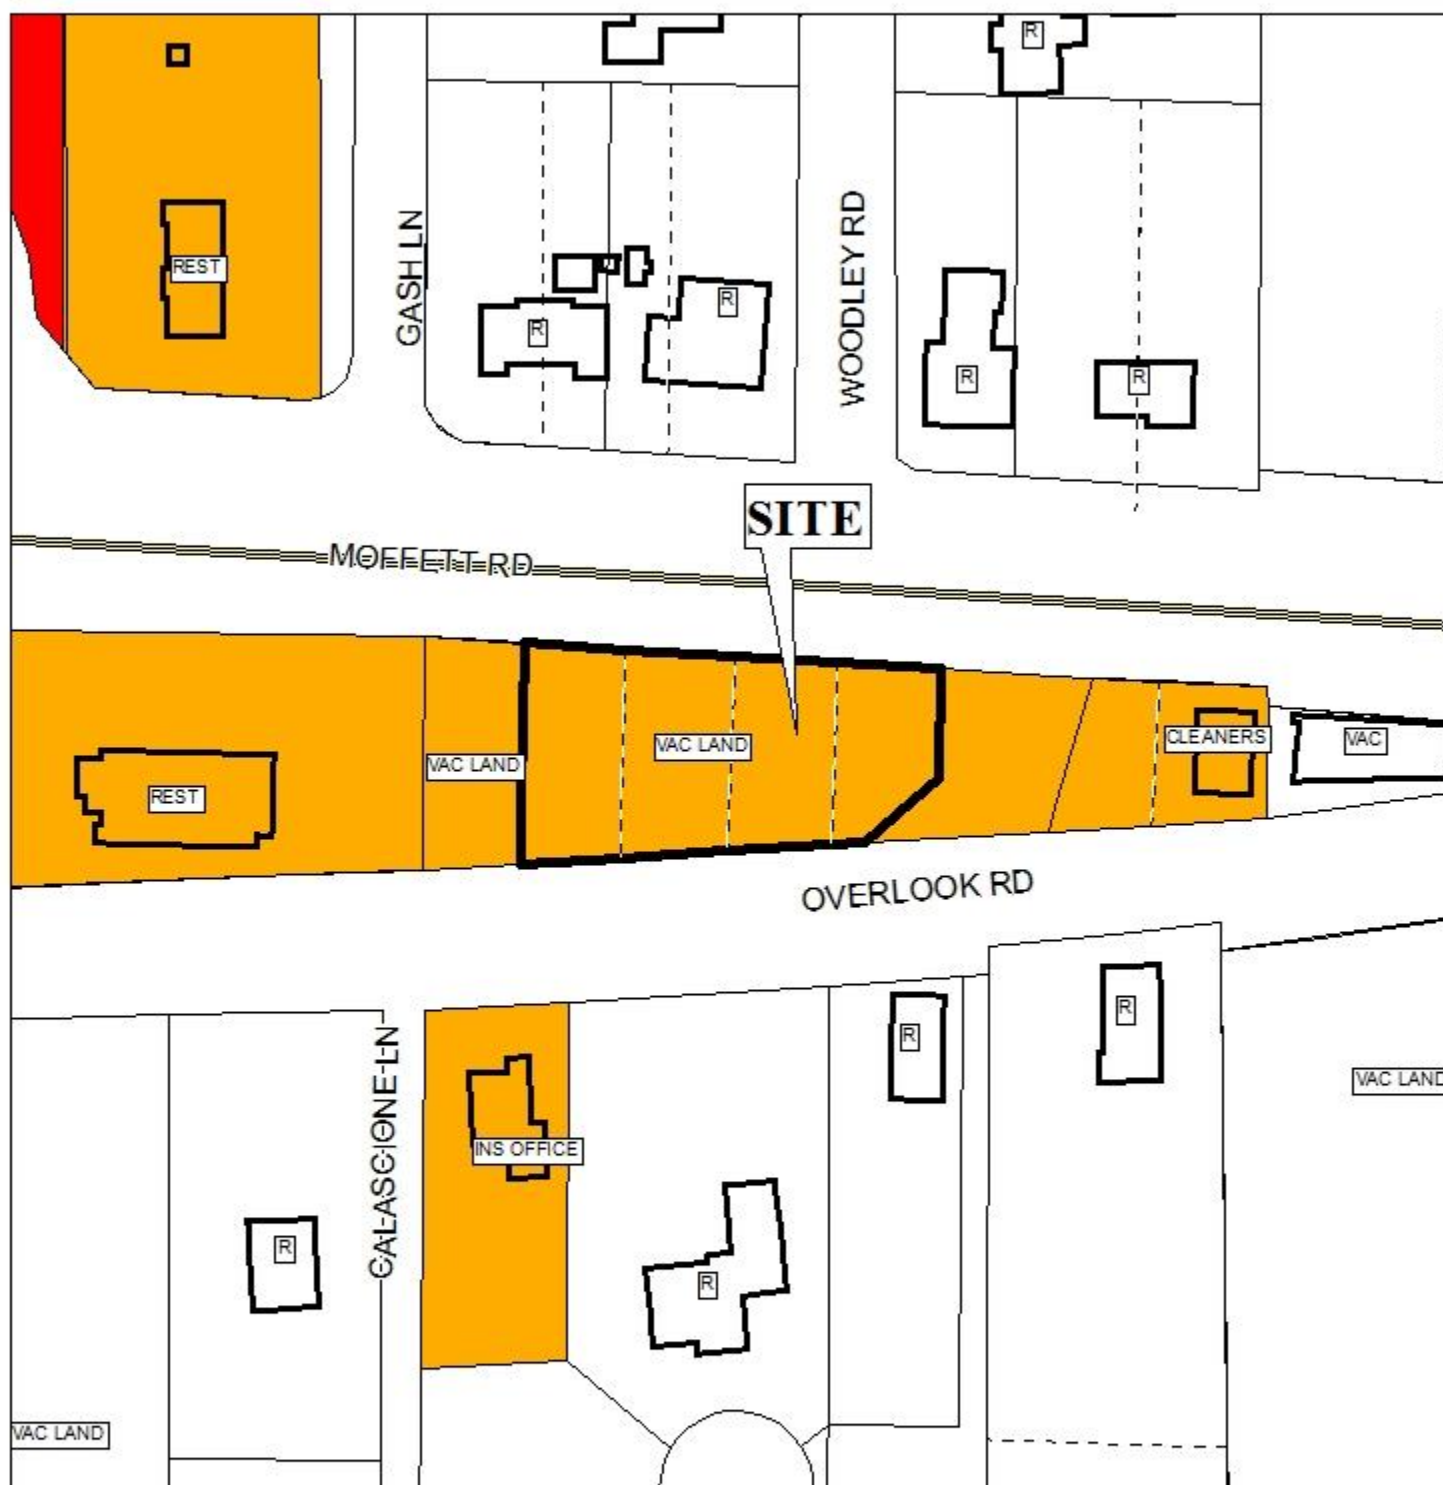 R
REST
GASH LN
R
R
WOODLEY RD
R
R
SITE
MOFFETT RD
VAC LAND
VAC LAND
CLEANERS
VAC
REST
OVERLOOK RD
CALASCIONE LN
INS OFFICE
R
R
VAC LAND
R
R
VAC LAND